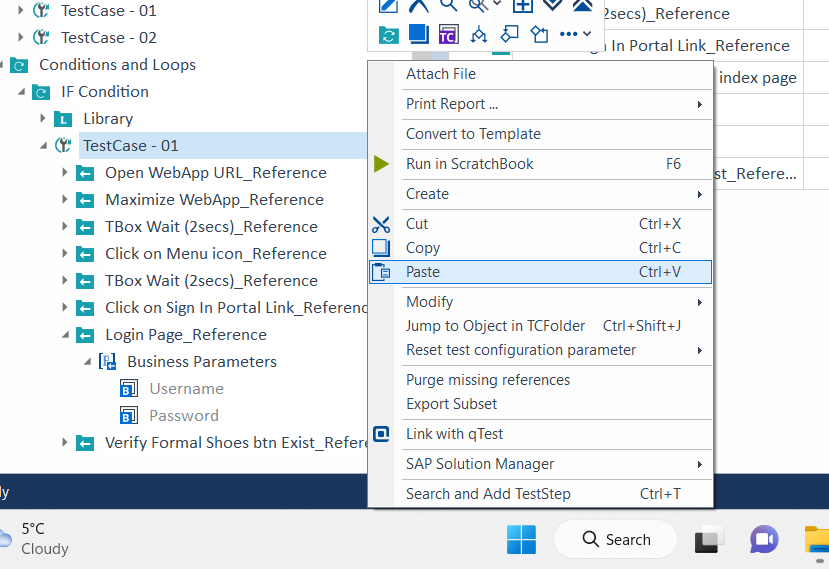 TestCase - 01
TestCase - 02
Conditions and Loops
IF Condition
L Library
TestCase - 01
Open WebApp URL_Reference
Maximize WebApp_Reference
TBox Wait (2secs)_Reference
Click on Menu icon_Reference
TBox Wait (2secs)_Reference
Click on Sign In Portal Link_Referenc
Login Page_Reference
Business Parameters
B Username
B Password
Verify Formal Shoes btn Exist_Refere
2secs)_Reference
TC
In Portal Link_Reference
index page
st_Refere...
Attach File
Print Report ...
Convert to Template
Run in ScratchBook F6
Create
Cut Ctrl+X
Copy Ctrl+C
Paste Ctrl+V
Modify
Jump to Object in TCFolder Ctrl+Shift+J
Reset test configuration parameter
Purge missing references
Export Subset
Link with qTest
SAP Solution Manager
Search and Add TestStep Ctrl+T
ly
5°C
Cloudy
Search